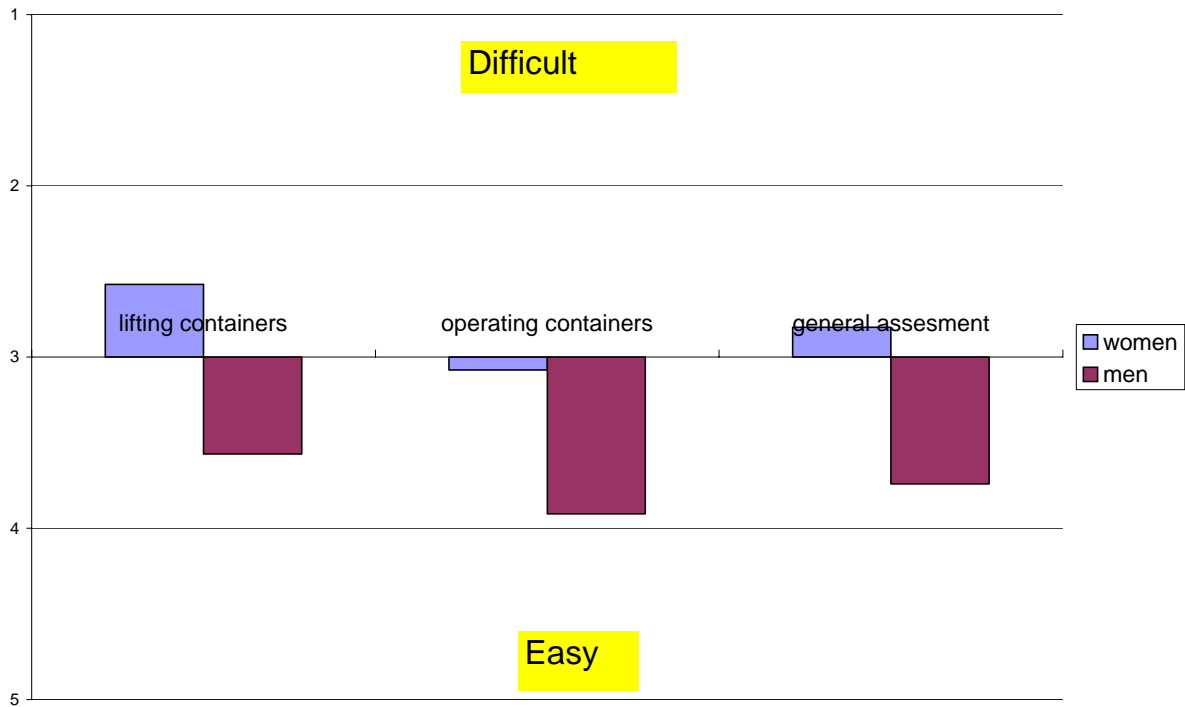 1
Difficult
2
lifting containers
operating containers
general assesment
3
women
men
4
Easy
5